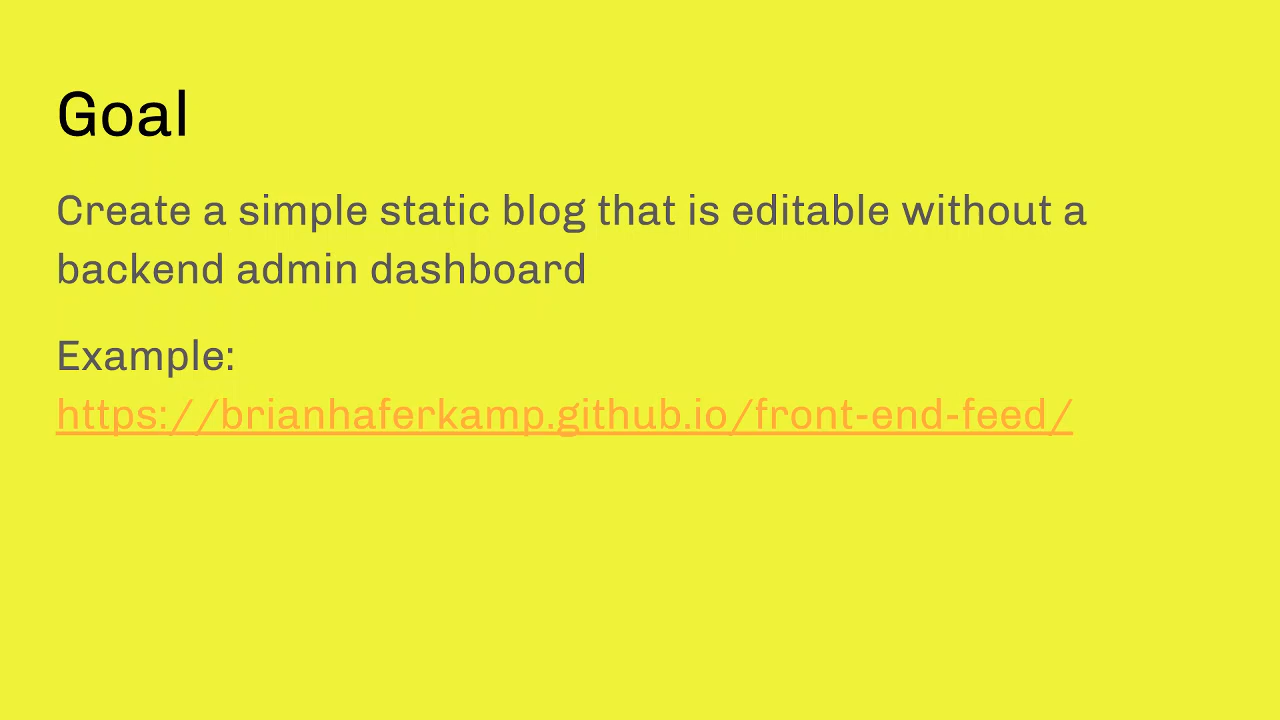 Goal
Create a simple static blog that is editable without a
backend admin dashboard
Example:
https://brianhaferkamp.github.io/front-end-feed/